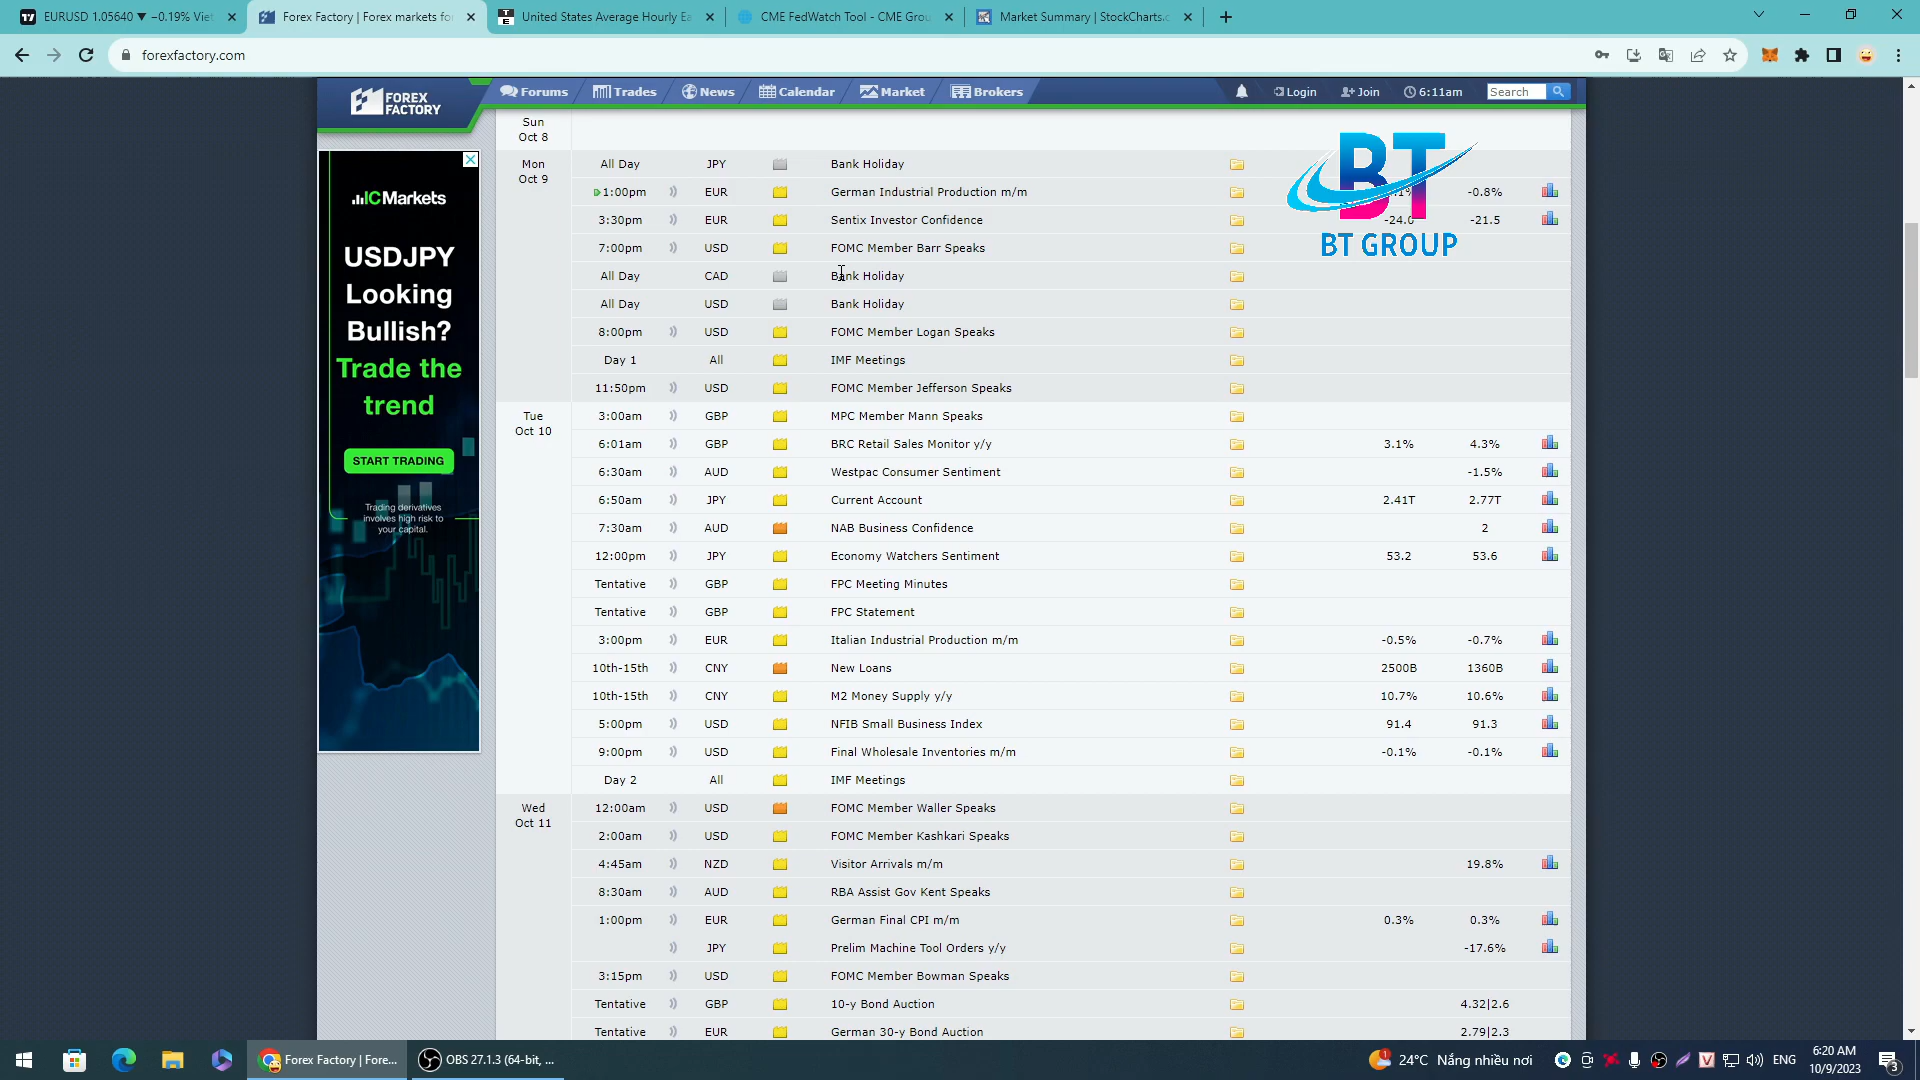 EURUSD 1.05640 ▼ −0.19% Viet
Forex Factory | Forex markets for
United States Average Hourly Ea
CME FedWatch Tool - CME Grou
Market Summary | StockCharts.c
forexfactory.com
FOREX FACTORY
Forums Trades News Calendar Market Brokers
Login Join 6:11am Search
IC Markets
USDJPY
Looking
Bullish?
Trade the
trend
START TRADING
Trading derivatives
involves high risk to
your capital.
BT
BT GROUP
Sun Oct 8
Mon Oct 9
All Day JPY Bank Holiday
1:00pm EUR German Industrial Production m/m -0.8%
3:30pm EUR Sentix Investor Confidence -21.5
7:00pm USD FOMC Member Barr Speaks
All Day CAD Bank Holiday
All Day USD Bank Holiday
8:00pm USD FOMC Member Logan Speaks
Day 1 All IMF Meetings
11:50pm USD FOMC Member Jefferson Speaks
Tue Oct 10
3:00am GBP MPC Member Mann Speaks
6:01am GBP BRC Retail Sales Monitor y/y 3.1% 4.3%
6:30am AUD Westpac Consumer Sentiment -1.5%
6:50am JPY Current Account 2.41T 2.77T
7:30am AUD NAB Business Confidence 2
12:00pm JPY Economy Watchers Sentiment 53.2 53.6
Tentative GBP FPC Meeting Minutes
Tentative GBP FPC Statement
3:00pm EUR Italian Industrial Production m/m -0.5% -0.7%
10th-15th CNY New Loans 2500B 1360B
10th-15th CNY M2 Money Supply y/y 10.7% 10.6%
5:00pm USD NFIB Small Business Index 91.4 91.3
9:00pm USD Final Wholesale Inventories m/m -0.1% -0.1%
Day 2 All IMF Meetings
Wed Oct 11
12:00am USD FOMC Member Waller Speaks
2:00am USD FOMC Member Kashkari Speaks
4:45am NZD Visitor Arrivals m/m 19.8%
8:30am AUD RBA Assist Gov Kent Speaks
1:00pm EUR German Final CPI m/m 0.3% 0.3%
JPY Prelim Machine Tool Orders y/y -17.6%
3:15pm USD FOMC Member Bowman Speaks
Tentative GBP 10-y Bond Auction 4.32|2.6
Tentative EUR German 30-y Bond Auction 2.79|2.3
Forex Factory | Fore...
OBS 27.1.3 (64-bit, ...
24°C Nắng nhiều nơi
ENG
6:20 AM
10/9/2023
3